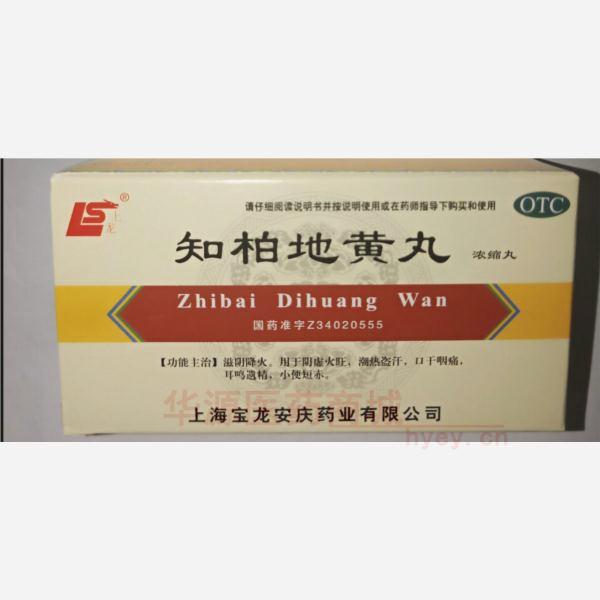 请仔细阅读说明书并按说明使用或在药师指导下购买和使用
OTC
LS
®
上龙
知柏地黄丸
浓缩丸
Zhibai Dihuang Wan
国药准字Z34020555
【功能主治】滋阴降火。用于阴虚火旺，潮热盗汗，口干咽痛，
耳鸣遗精，小便短赤。
华源医药商城
上海宝龙安庆药业有限公司
hyey.cn